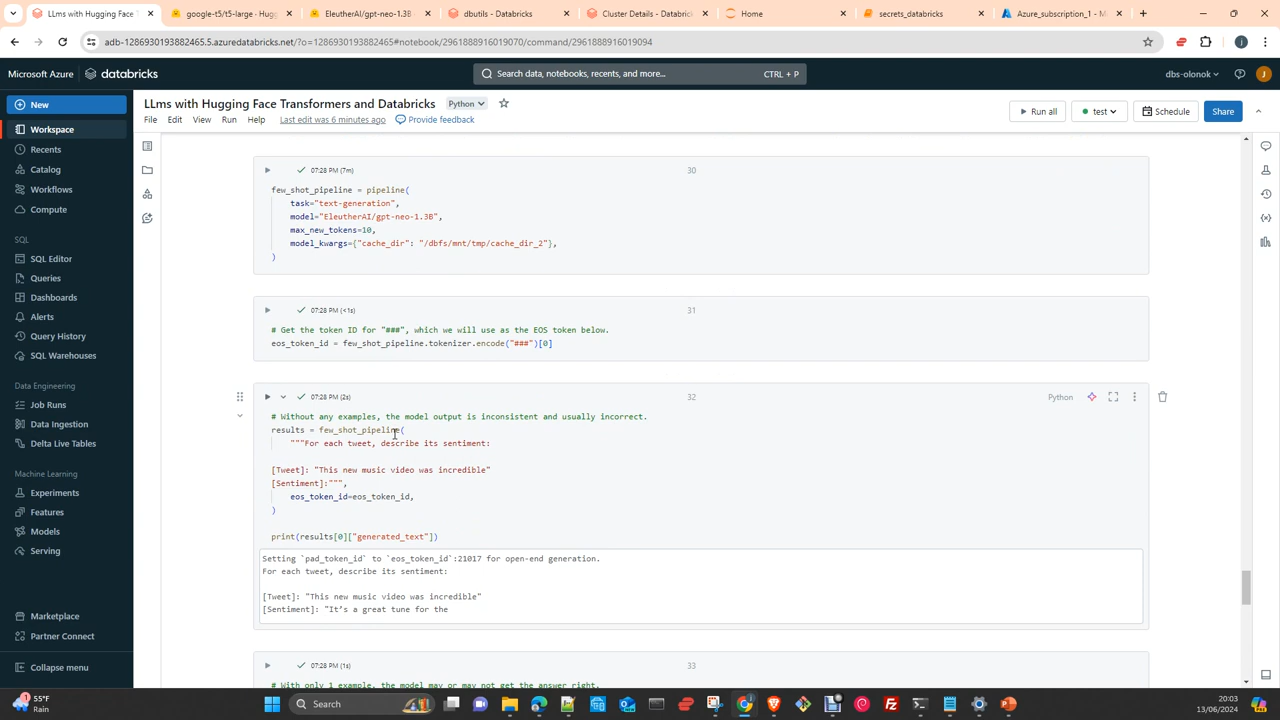 LLms with Hugging Face Tran
google-t5/t5-large · Hugg
EleutherAI/gpt-neo-1.3B ·
dbutils - Databricks
Cluster Details - Databrick
Home
secrets_databricks
Azure_subscription_1 - M
adb-1286930193882465.5.azuredatabricks.net/?o=1286930193882465#notebook/2961888916019070/command/2961888916019094
Microsoft Azure
databricks
Search data, notebooks, recents, and more...
CTRL + P
dbs-olonok
J
New
Workspace
Recents
Catalog
Workflows
Compute
SQL
SQL Editor
Queries
Dashboards
Alerts
Query History
SQL Warehouses
Data Engineering
Job Runs
Data Ingestion
Delta Live Tables
Machine Learning
Experiments
Features
Models
Serving
Marketplace
Partner Connect
Collapse menu
LLms with Hugging Face Transformers and Databricks
Python
File Edit View Run Help Last edit was 6 minutes ago Provide feedback
Run all
test
Schedule
Share
07:28 PM (7m)
30
few_shot_pipeline = pipeline(
task="text-generation",
model="EleutherAI/gpt-neo-1.3B",
max_new_tokens=10,
model_kwargs={"cache_dir": "/dbfs/mnt/tmp/cache_dir_2"},
)
07:28 PM (<1s)
31
# Get the token ID for "###", which we will use as the EOS token below.
eos_token_id = few_shot_pipeline.tokenizer.encode("###")[0]
07:28 PM (2s)
32
Python
# Without any examples, the model output is inconsistent and usually incorrect.
results = few_shot_pipeline(
"""For each tweet, describe its sentiment:
[Tweet]: "This new music video was incredible"
[Sentiment]:""",
eos_token_id=eos_token_id,
)
print(results[0]["generated_text"])
Setting `pad_token_id` to `eos_token_id`:21017 for open-end generation.
For each tweet, describe its sentiment:
[Tweet]: "This new music video was incredible"
[Sentiment]: "It's a great tune for the
07:28 PM (1s)
33
# With only 1 example, the model may or may not get the answer right.
55°F
Rain
Search
20:03
13/06/2024